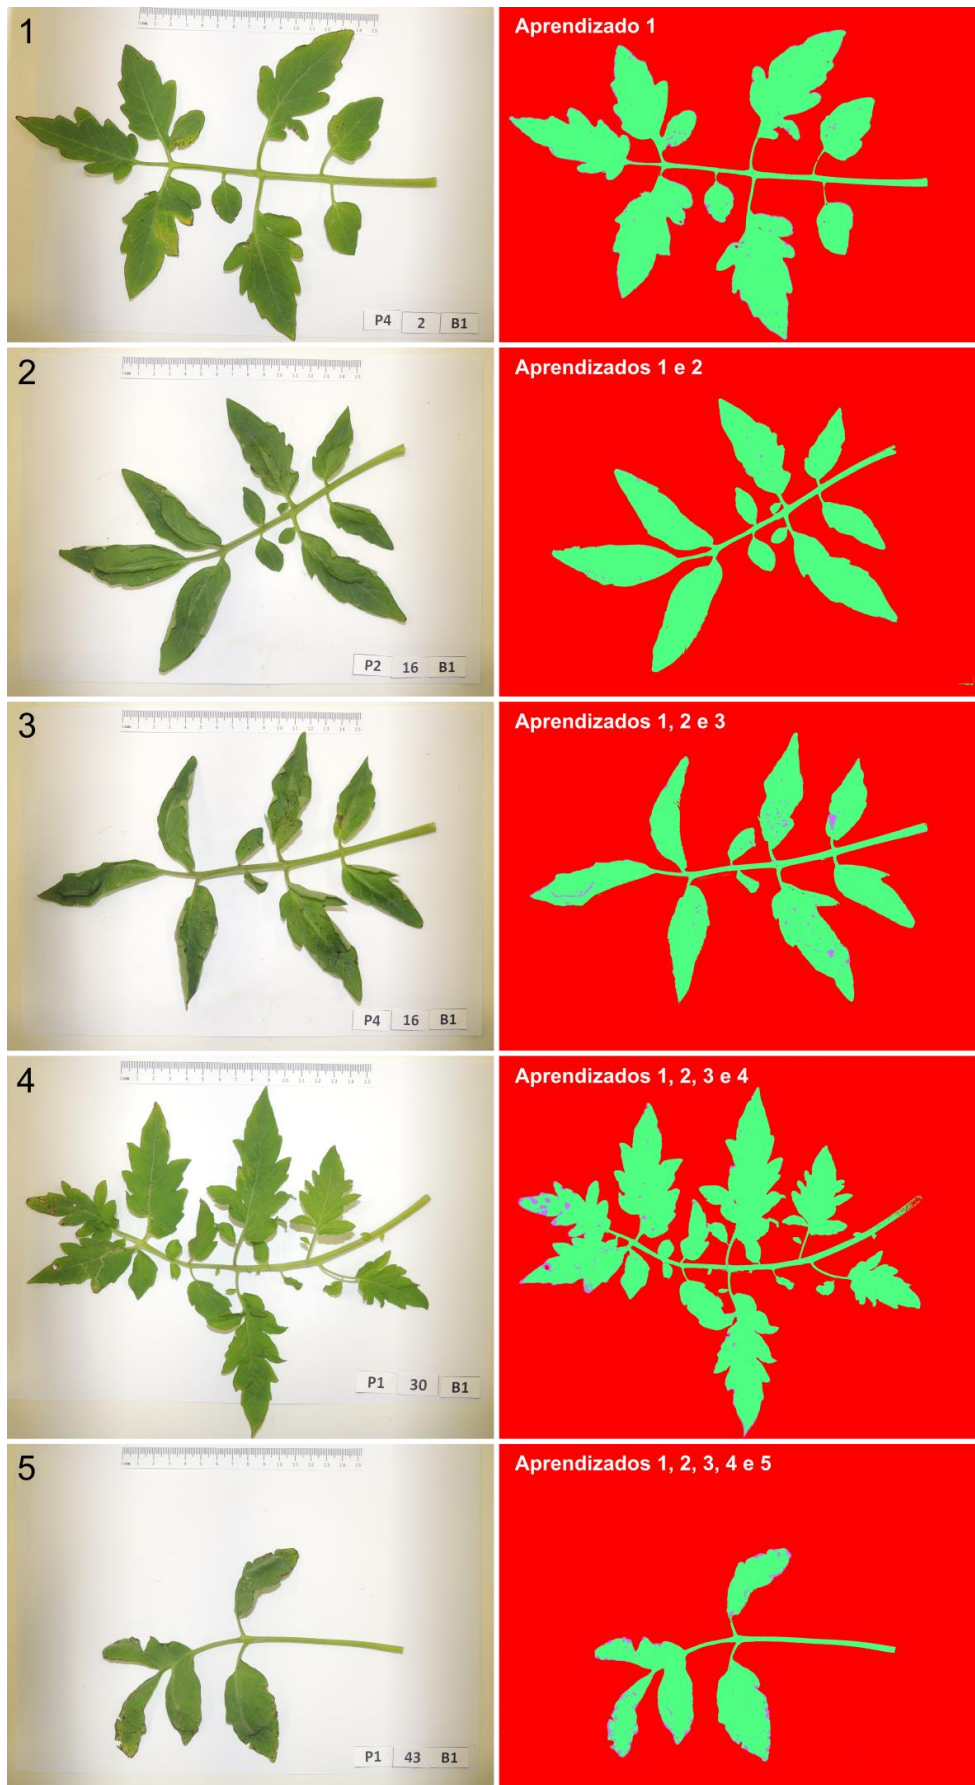 1
Aprendizado 1
P4 2 B1
2
Aprendizados 1 e 2
P2 16 B1
3
Aprendizados 1, 2 e 3
P4 16 B1
4
Aprendizados 1, 2, 3 e 4
P1 30 B1
5
Aprendizados 1, 2, 3, 4 e 5
P1 43 B1